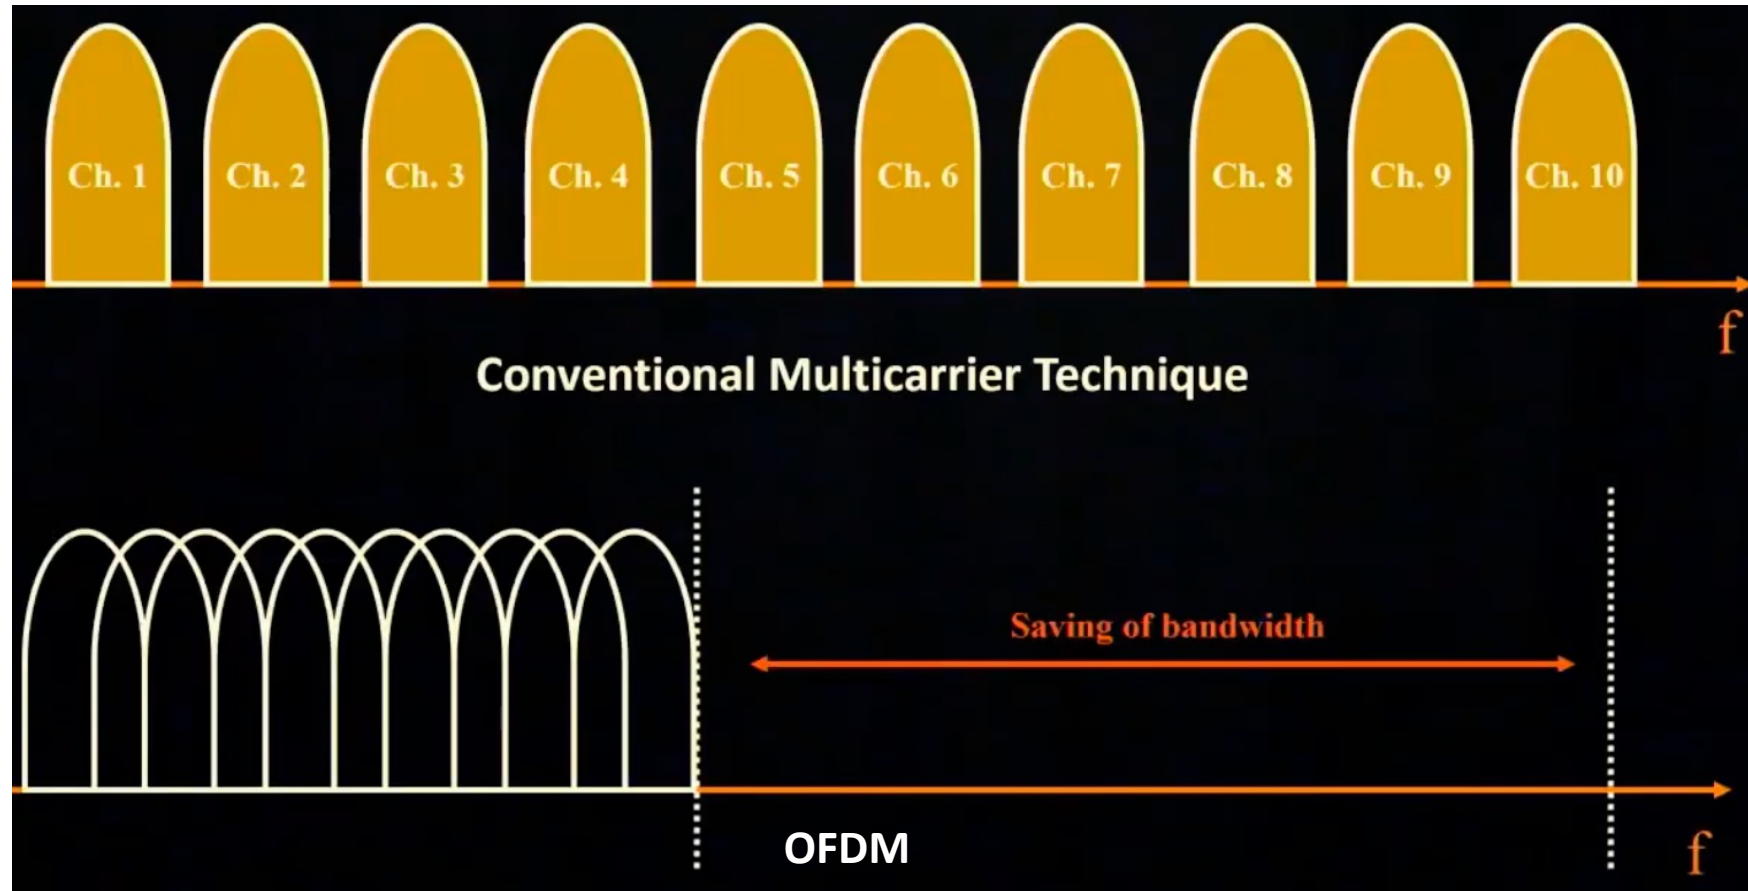 Ch. 1 Ch. 2 Ch. 3 Ch. 4 Ch. 5 Ch. 6 Ch. 7 Ch. 8 Ch. 9 Ch. 10
f
Conventional Multicarrier Technique
Saving of bandwidth
OFDM
f